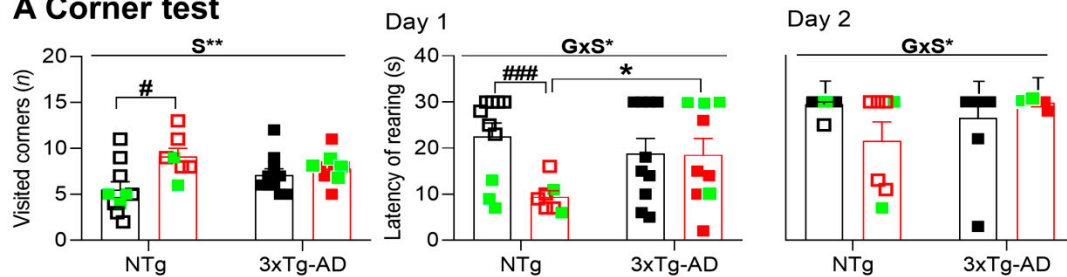 A Corner test
Day 1
Day 2
S**
GxS*
GxS*
Visited corners (n)
20
15
10
5
0
#
NTg
3xTg-AD
Latency of rearing (s)
40
30
20
10
0
###
*
NTg
3xTg-AD
NTg
3xTg-AD